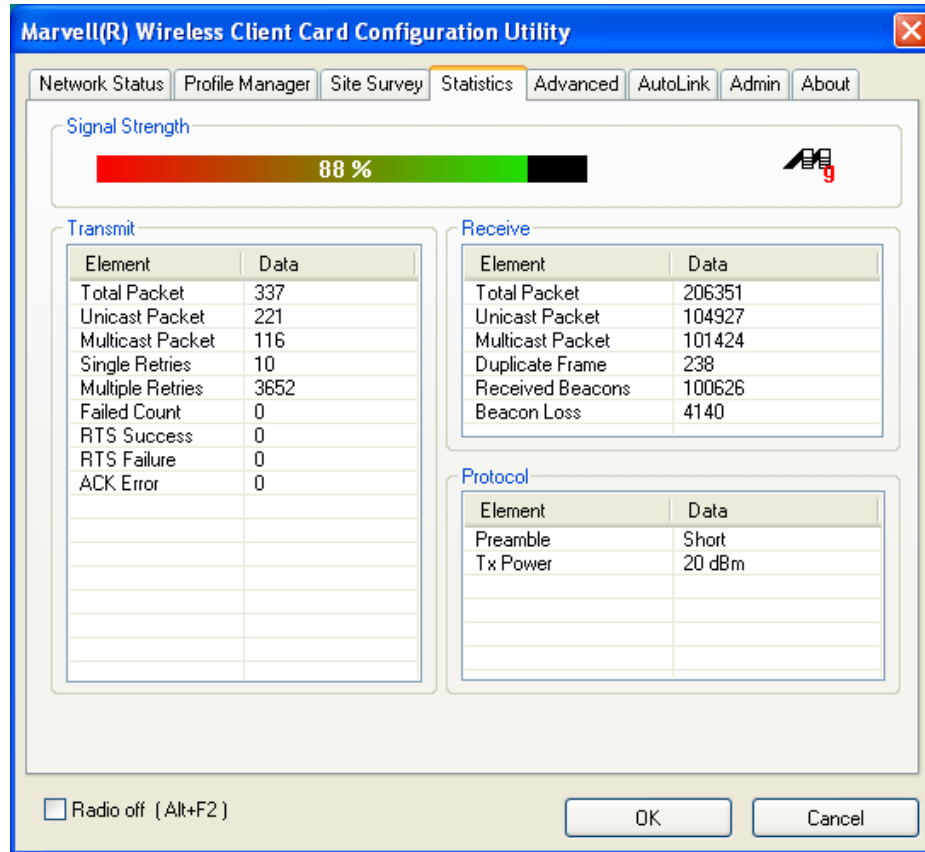 Marvell(R) Wireless Client Card Configuration Utility
Network Status Profile Manager Site Survey Statistics Advanced AutoLink Admin About
Signal Strength
88 %
g
Transmit
Element Data
Total Packet 337
Unicast Packet 221
Multicast Packet 116
Single Retries 10
Multiple Retries 3652
Failed Count 0
RTS Success 0
RTS Failure 0
ACK Error 0
Receive
Element Data
Total Packet 206351
Unicast Packet 104927
Multicast Packet 101424
Duplicate Frame 238
Received Beacons 100626
Beacon Loss 4140
Protocol
Element Data
Preamble Short
Tx Power 20 dBm
Radio off ( Alt+F2 )
OK Cancel